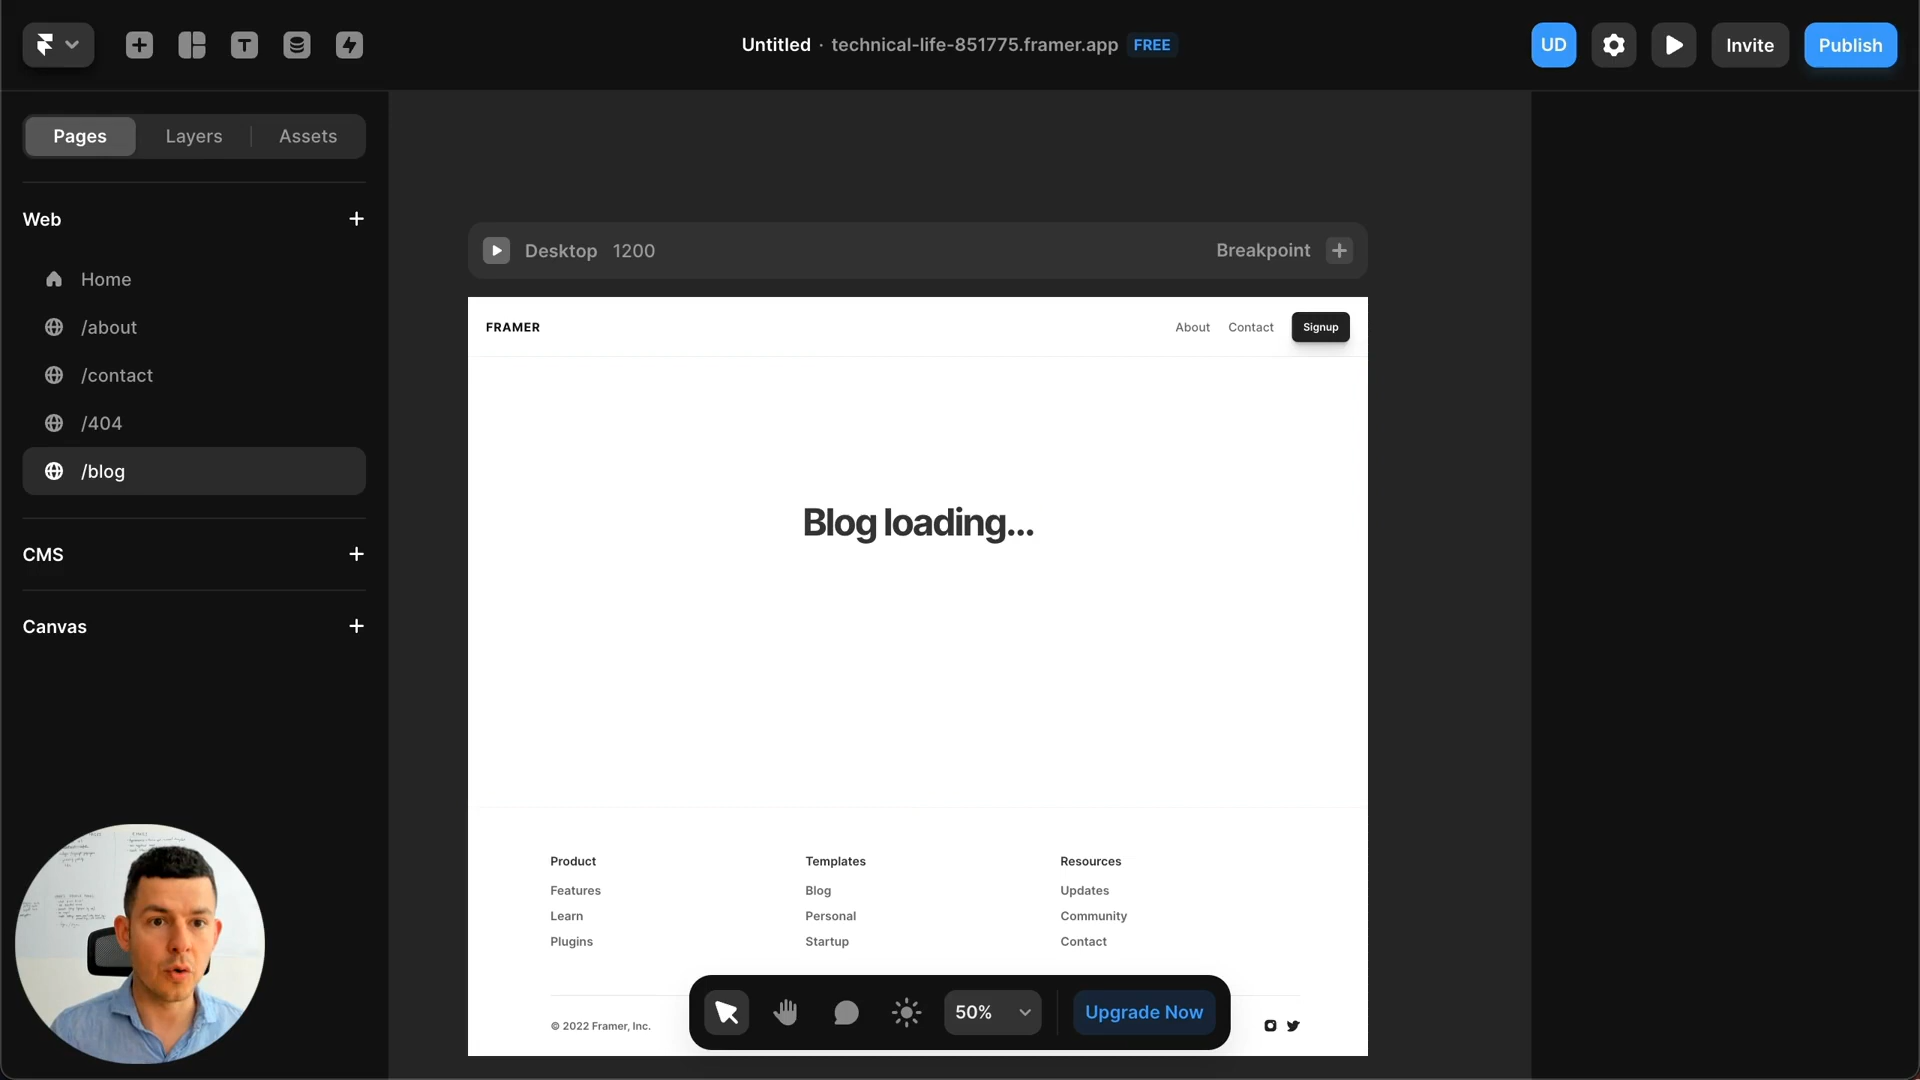 Untitled · technical-life-851775.framer.app FREE
UD
Invite
Publish
Pages
Layers
Assets
Web
Home
/about
/contact
/404
/blog
CMS
Canvas
Desktop 1200
Breakpoint
FRAMER
About
Contact
Signup
Blog loading...
Product
Features
Learn
Plugins
Templates
Blog
Personal
Startup
Resources
Updates
Community
Contact
© 2022 Framer, Inc.
50%
Upgrade Now